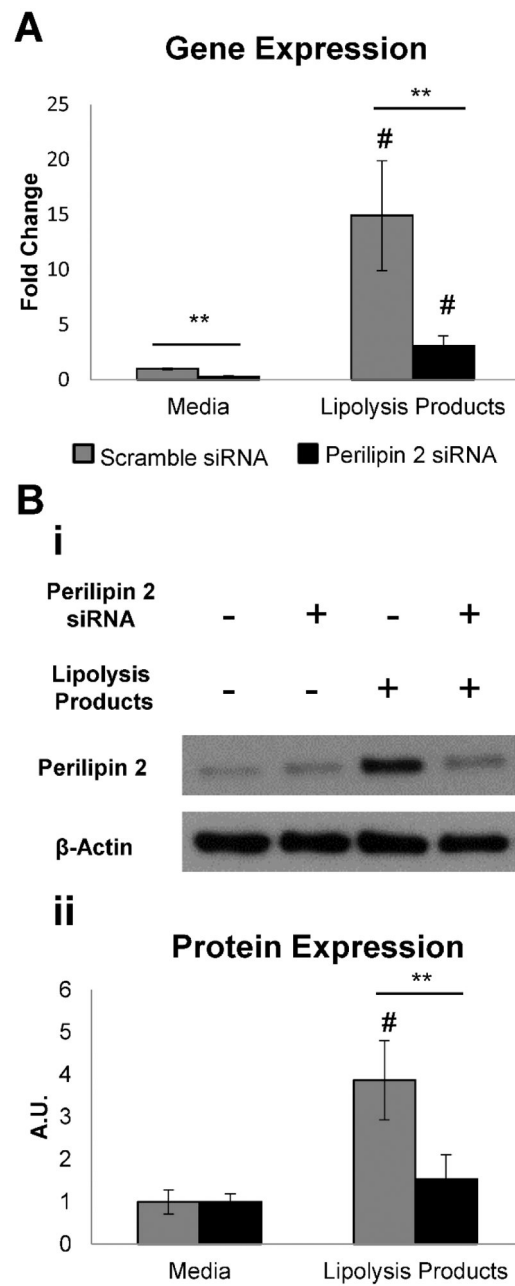 A
Gene Expression
Fold Change
25
20
15
10
5
0
**
#
#
**
Media
Lipolysis Products
Scramble siRNA
Perilipin 2 siRNA
B
i
Perilipin 2
siRNA
- + - +
Lipolysis
Products
- - + +
Perilipin 2
β-Actin
ii
Protein Expression
A.U.
6
5
4
3
2
1
0
**
#
Media
Lipolysis Products